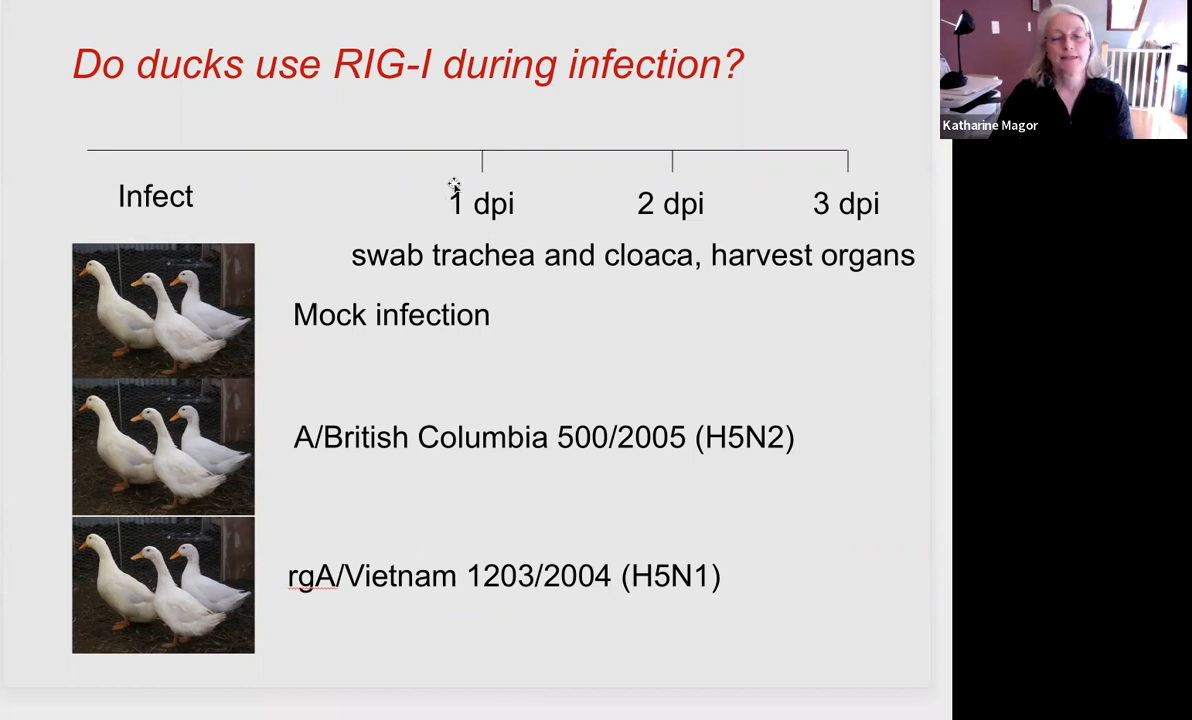 Do ducks use RIG-I during infection?
Katharine Magor
Infect
1 dpi
2 dpi
3 dpi
swab trachea and cloaca, harvest organs
Mock infection
A/British Columbia 500/2005 (H5N2)
rgA/Vietnam 1203/2004 (H5N1)